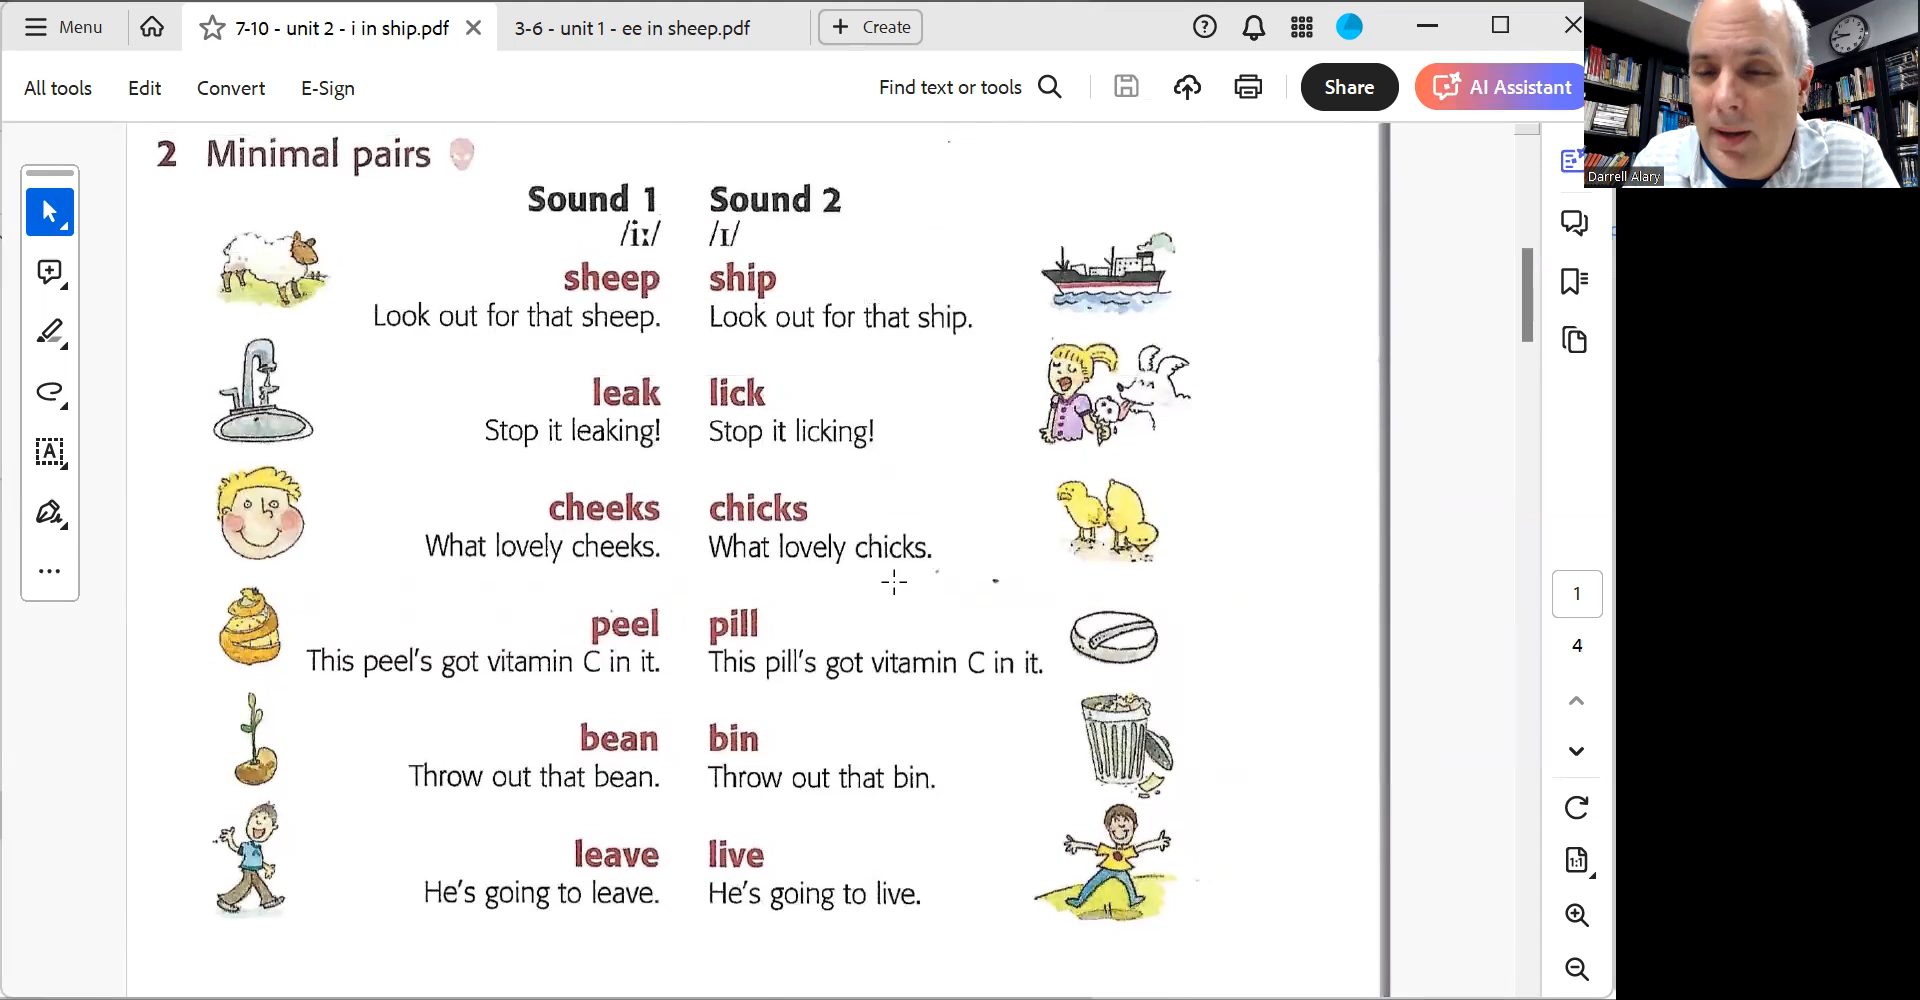 Menu
7-10 - unit 2 - i in ship.pdf
3-6 - unit 1 - ee in sheep.pdf
Create
All tools
Edit
Convert
E-Sign
Find text or tools
Share
AI Assistant
Darrell Alary
2 Minimal pairs
Sound 1 Sound 2
/iː/ /ɪ/
sheep ship
Look out for that sheep. Look out for that ship.
leak lick
Stop it leaking! Stop it licking!
cheeks chicks
What lovely cheeks. What lovely chicks.
peel pill
This peel's got vitamin C in it. This pill's got vitamin C in it.
bean bin
Throw out that bean. Throw out that bin.
leave live
He's going to leave. He's going to live.
1
4
1:1